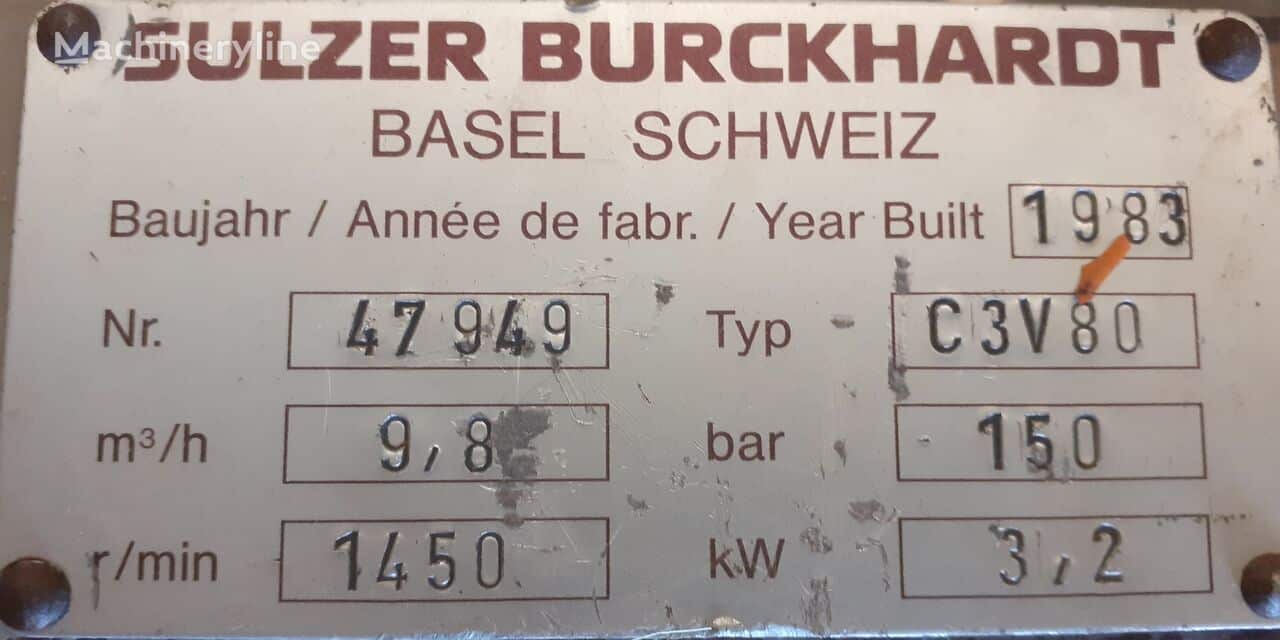 Machineryline
SULZER BURCKHARDT
BASEL SCHWEIZ
Baujahr / Année de fabr. / Year Built 1983
Nr. 47949 Typ C3V80
m³/h 9,8 bar 150
r/min 1450 kW 3,2